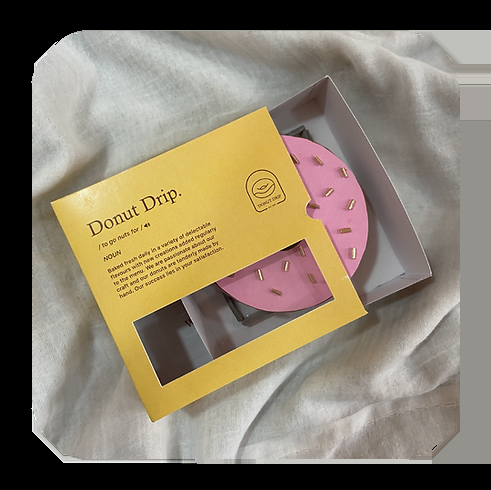 Donut Drip.
/ to go nuts for /
NOUN
Baked fresh daily in a variety of delectable
flavours with new creations added regularly
to the menu. We are passionate about our
craft and our donuts are tenderly made by
hand. Our success lies in your satisfaction.
DONUT DRIP